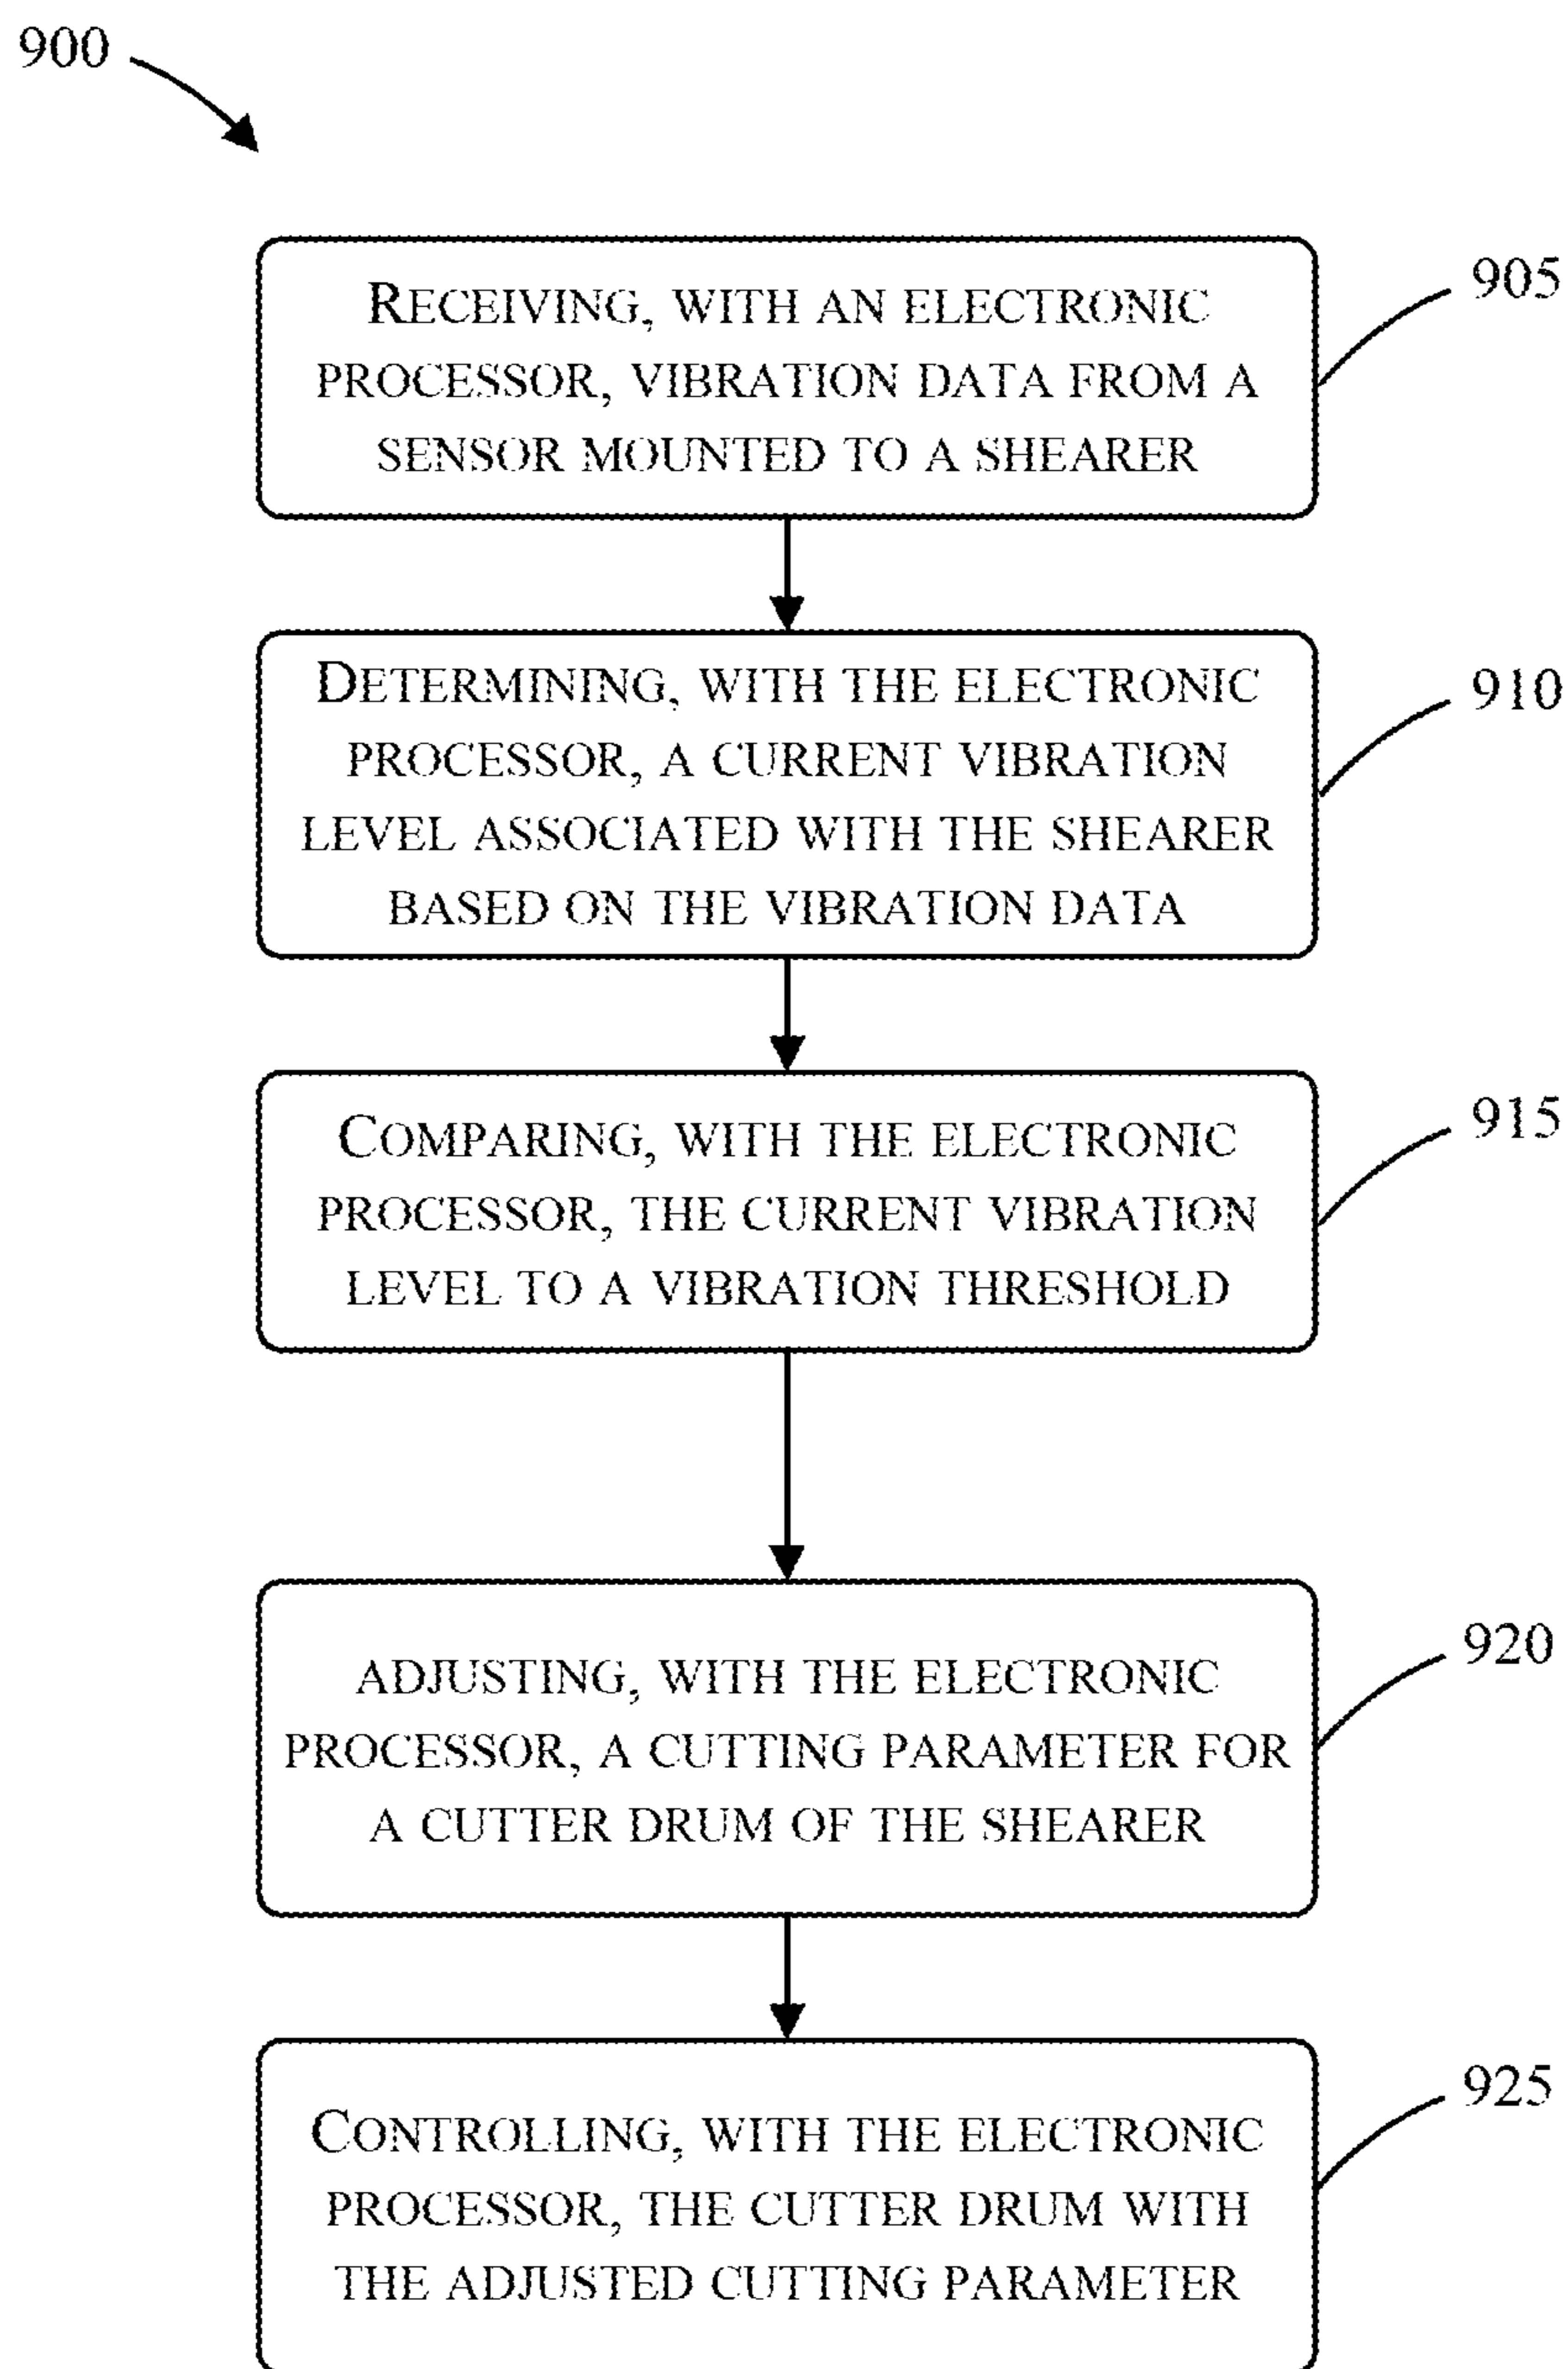 900
RECEIVING, WITH AN ELECTRONIC
PROCESSOR, VIBRATION DATA FROM A
SENSOR MOUNTED TO A SHEARER
905
DETERMINING, WITH THE ELECTRONIC
PROCESSOR, A CURRENT VIBRATION
LEVEL ASSOCIATED WITH THE SHEARER
BASED ON THE VIBRATION DATA
910
COMPARING, WITH THE ELECTRONIC
PROCESSOR, THE CURRENT VIBRATION
LEVEL TO A VIBRATION THRESHOLD
915
ADJUSTING, WITH THE ELECTRONIC
PROCESSOR, A CUTTING PARAMETER FOR
A CUTTER DRUM OF THE SHEARER
920
CONTROLLING, WITH THE ELECTRONIC
PROCESSOR, THE CUTTER DRUM WITH
THE ADJUSTED CUTTING PARAMETER
925